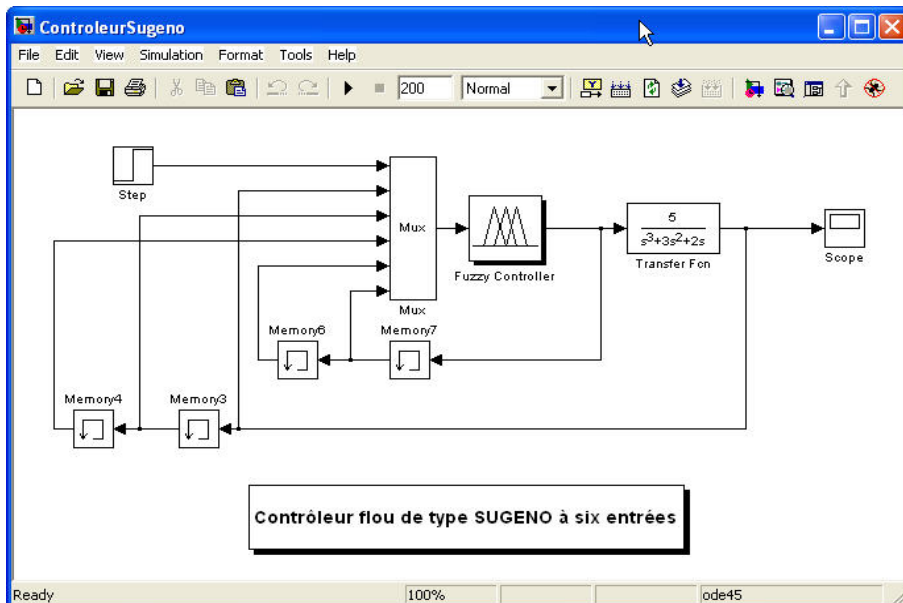 ControleurSugeno
File Edit View Simulation Format Tools Help
200 Normal
Step
Mux
Mux
Fuzzy Controller
5
s³+3s²+2s
Transfer Fcn
Scope
Memory6 Memory7
Memory4 Memory3
Contrôleur flou de type SUGENO à six entrées
Ready 100% ode45